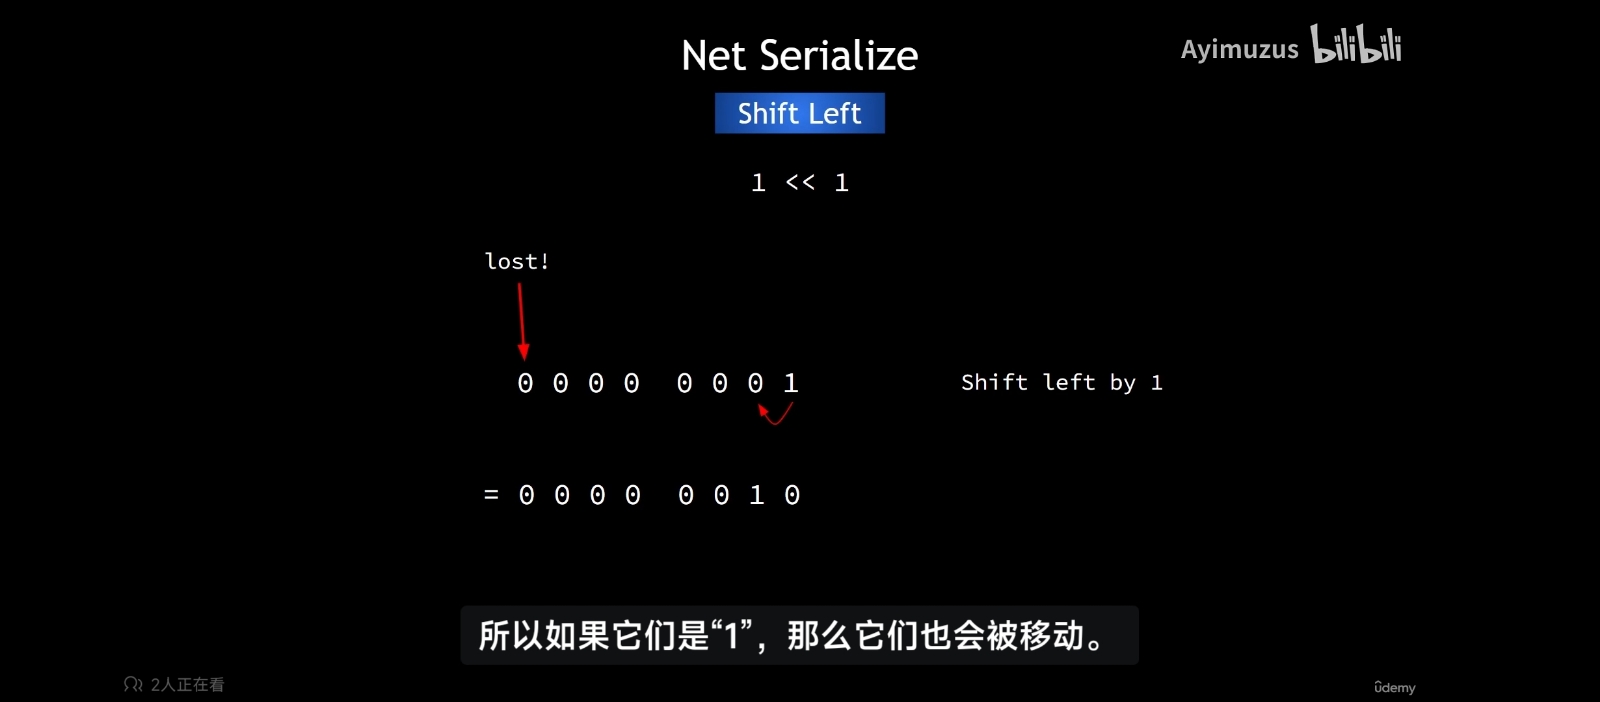 Net Serialize
Ayimuzus bilibili
Shift Left
1 << 1
lost!
0 0 0 0 0 0 0 1
Shift left by 1
= 0 0 0 0 0 0 1 0
所以如果它们是“1”，那么它们也会被移动。
2人正在看
ûdemy